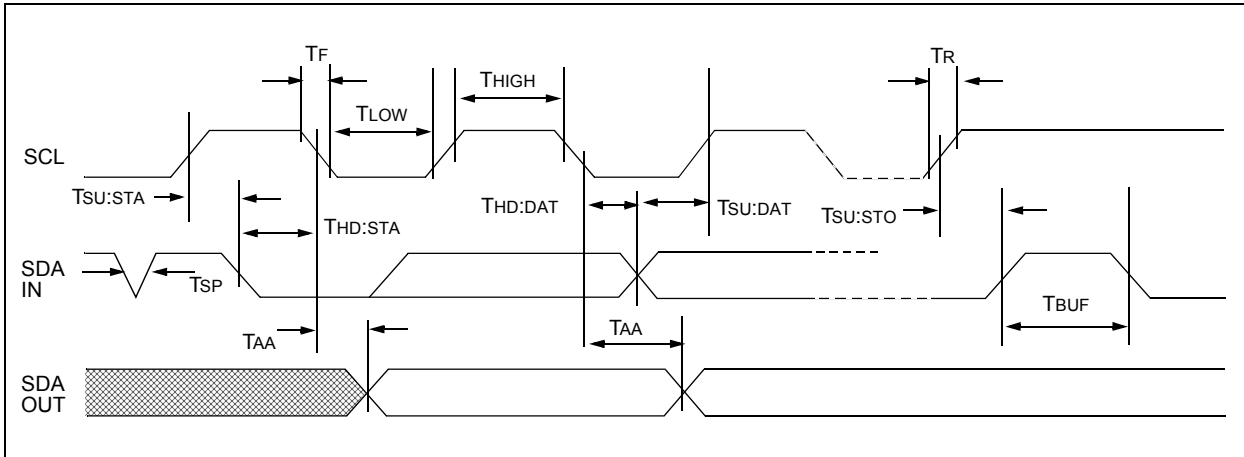 TF
TR
THIGH
TLOW
SCL
TSU:STA
THD:DAT
TSU:DAT
TSU:STO
THD:STA
SDA
IN
TSP
TBUF
TAA
TAA
SDA
OUT